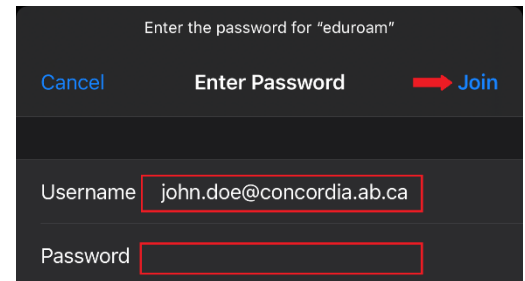 Enter the password for “eduroam”
Cancel Enter Password Join
Username john.doe@concordia.ab.ca
Password